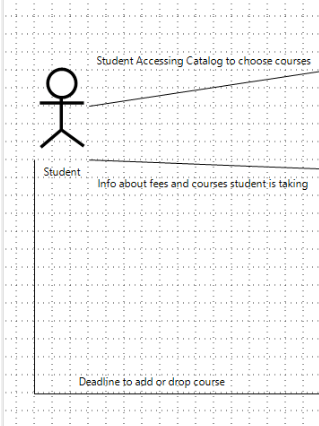 Student Accessing Catalog to choose courses
Student
Info about fees and courses student is taking
Deadline to add or drop course